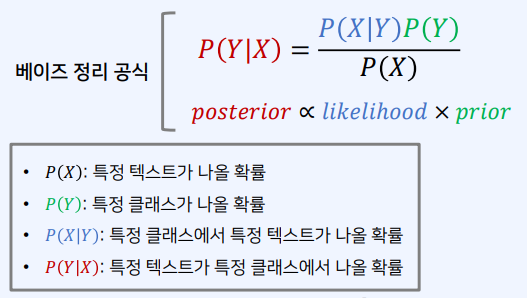 베이즈 정리 공식
P(Y|X) = P(X|Y)P(Y) / P(X)
posterior ∝ likelihood × prior
• P(X): 특정 텍스트가 나올 확률
• P(Y): 특정 클래스가 나올 확률
• P(X|Y): 특정 클래스에서 특정 텍스트가 나올 확률
• P(Y|X): 특정 텍스트가 특정 클래스에서 나올 확률